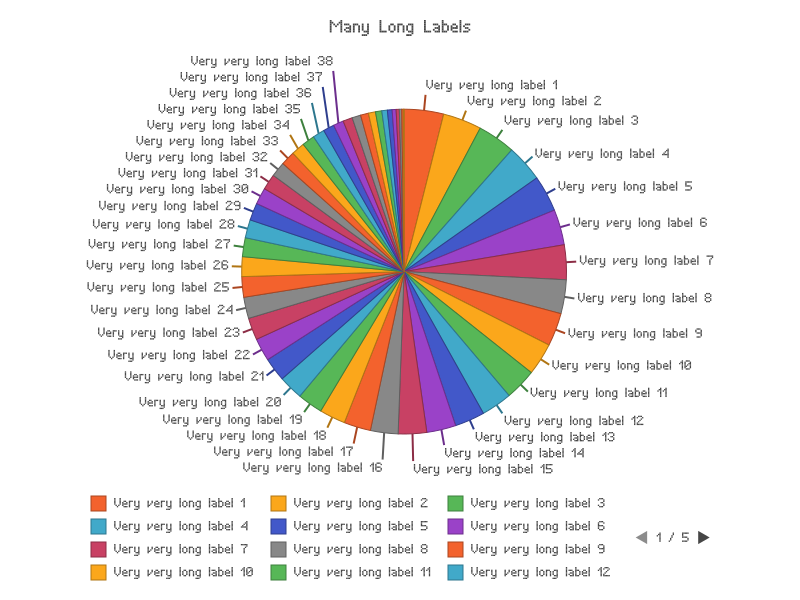 Many Long Labels
Very very long label 38
Very very long label 37
Very very long label 36
Very very long label 35
Very very long label 34
Very very long label 33
Very very long label 32
Very very long label 31
Very very long label 30
Very very long label 29
Very very long label 28
Very very long label 27
Very very long label 26
Very very long label 25
Very very long label 24
Very very long label 23
Very very long label 22
Very very long label 21
Very very long label 20
Very very long label 19
Very very long label 18
Very very long label 17
Very very long label 16
Very very long label 1
Very very long label 2
Very very long label 3
Very very long label 4
Very very long label 5
Very very long label 6
Very very long label 7
Very very long label 8
Very very long label 9
Very very long label 10
Very very long label 11
Very very long label 12
Very very long label 13
Very very long label 14
Very very long label 15
Very very long label 1
Very very long label 2
Very very long label 3
Very very long label 4
Very very long label 5
Very very long label 6
Very very long label 7
Very very long label 8
Very very long label 9
Very very long label 10
Very very long label 11
Very very long label 12
1 / 5